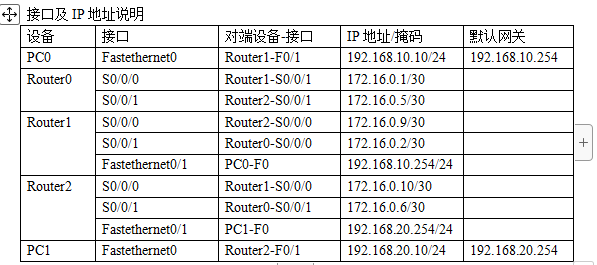 接口及 IP 地址说明
设备 接口 对端设备-接口 IP 地址/掩码 默认网关
PC0 Fastethernet0 Router1-F0/1 192.168.10.10/24 192.168.10.254
Router0 S0/0/0 Router1-S0/0/1 172.16.0.1/30
S0/0/1 Router2-S0/0/1 172.16.0.5/30
Router1 S0/0/0 Router2-S0/0/0 172.16.0.9/30
S0/0/1 Router0-S0/0/0 172.16.0.2/30
Fastethernet0/1 PC0-F0 192.168.10.254/24
Router2 S0/0/0 Router1-S0/0/0 172.16.0.10/30
S0/0/1 Router0-S0/0/1 172.16.0.6/30
Fastethernet0/1 PC1-F0 192.168.20.254/24
PC1 Fastethernet0 Router2-F0/1 192.168.20.10/24 192.168.20.254